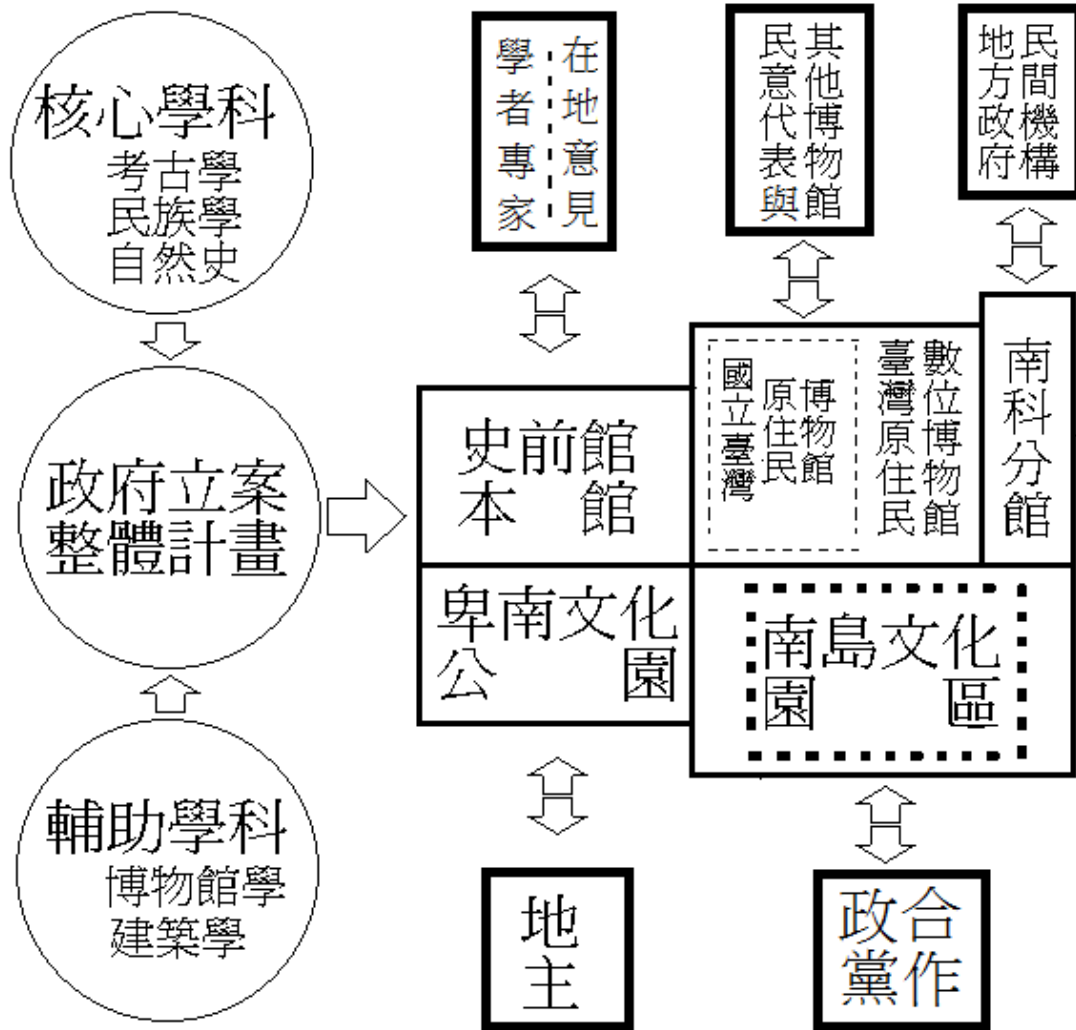 核心學科
考古學
民族學
自然史
政府立案
整體計畫
輔助學科
博物館學
建築學
學者專家
在地意見
民意代表與
其他博物館
地方政府
民間機構
史前館
本館
國立臺灣
原住民
博物館
臺灣原住民
數位博物館
南科分館
卑南文化
公園
南島文化
園區
地主
政黨
合作